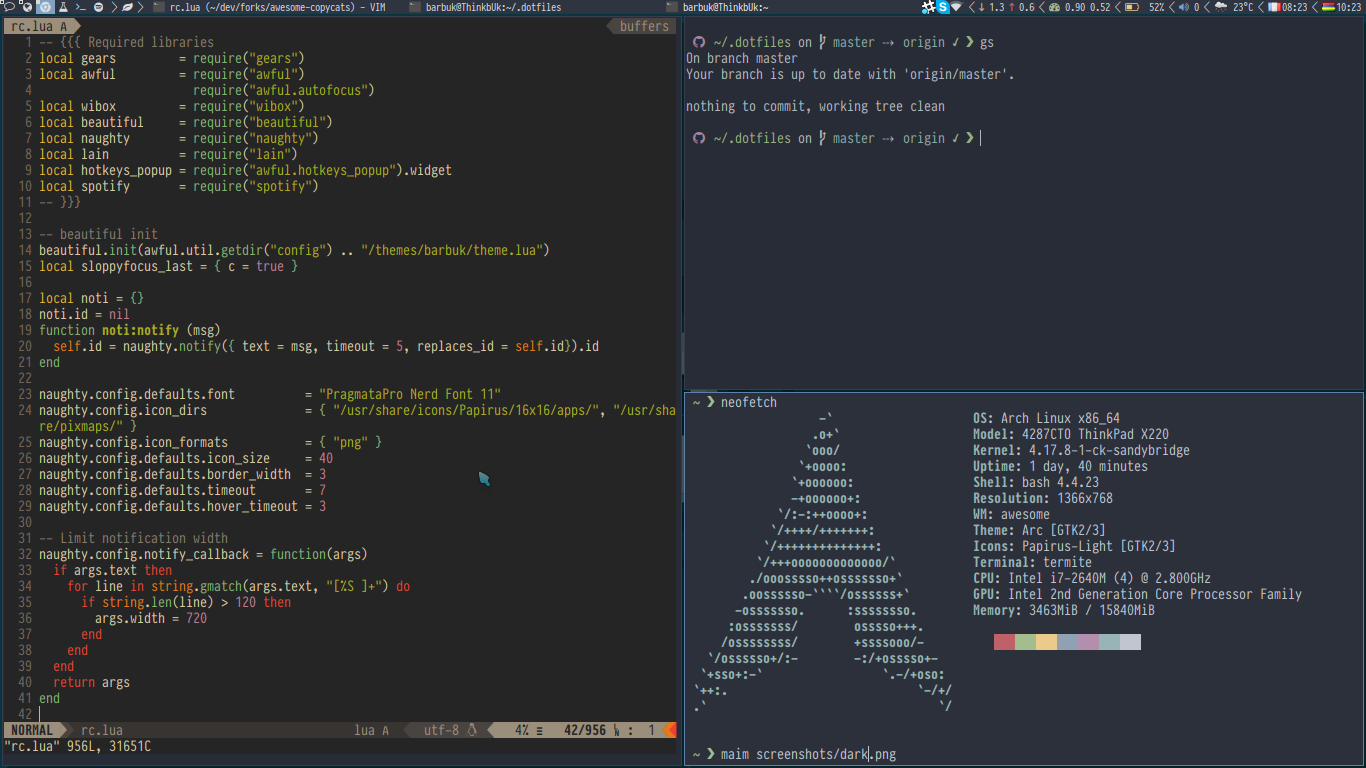 rc.lua (~/dev/forks/awesome-copycats) - VIM
barbuk@ThinkbUk:~/.dotfiles
barbuk@ThinkbUk:~
1.3 0.6 0.90 0.52 52% 0 23°C 08:23 10:23
rc.lua A buffers
1 -- {{{ Required libraries
2 local gears = require("gears")
3 local awful = require("awful")
4 require("awful.autofocus")
5 local wibox = require("wibox")
6 local beautiful = require("beautiful")
7 local naughty = require("naughty")
8 local lain = require("lain")
9 local hotkeys_popup = require("awful.hotkeys_popup").widget
10 local spotify = require("spotify")
11 -- }}}
12
13 -- beautiful init
14 beautiful.init(awful.util.getdir("config") .. "/themes/barbuk/theme.lua")
15 local sloppyfocus_last = { c = true }
16
17 local noti = {}
18 noti.id = nil
19 function noti:notify (msg)
20 self.id = naughty.notify({ text = msg, timeout = 5, replaces_id = self.id}).id
21 end
22
23 naughty.config.defaults.font = "PragmataPro Nerd Font 11"
24 naughty.config.icon_dirs = { "/usr/share/icons/Papirus/16x16/apps/", "/usr/sha
re/pixmaps/" }
25 naughty.config.icon_formats = { "png" }
26 naughty.config.defaults.icon_size = 40
27 naughty.config.defaults.border_width = 3
28 naughty.config.defaults.timeout = 7
29 naughty.config.defaults.hover_timeout = 3
30
31 -- Limit notification width
32 naughty.config.notify_callback = function(args)
33 if args.text then
34 for line in string.gmatch(args.text, "[%S ]+") do
35 if string.len(line) > 120 then
36 args.width = 720
37 end
38 end
39 end
40 return args
41 end
42
NORMAL rc.lua lua A utf-8 4% ≡ 42/956 : 1
"rc.lua" 956L, 31651C
~/.dotfiles on master → origin ✓ ❯ gs
On branch master
Your branch is up to date with 'origin/master'.
nothing to commit, working tree clean
~/.dotfiles on master → origin ✓ ❯
~ ❯ neofetch
OS: Arch Linux x86_64
Model: 4287CTO ThinkPad X220
Kernel: 4.17.8-1-ck-sandybridge
Uptime: 1 day, 40 minutes
Shell: bash 4.4.23
Resolution: 1366x768
WM: awesome
Theme: Arc [GTK2/3]
Icons: Papirus-Light [GTK2/3]
Terminal: termite
CPU: Intel i7-2640M (4) @ 2.800GHz
GPU: Intel 2nd Generation Core Processor Family
Memory: 3463MiB / 15840MiB
~ ❯ maim screenshots/dark.png